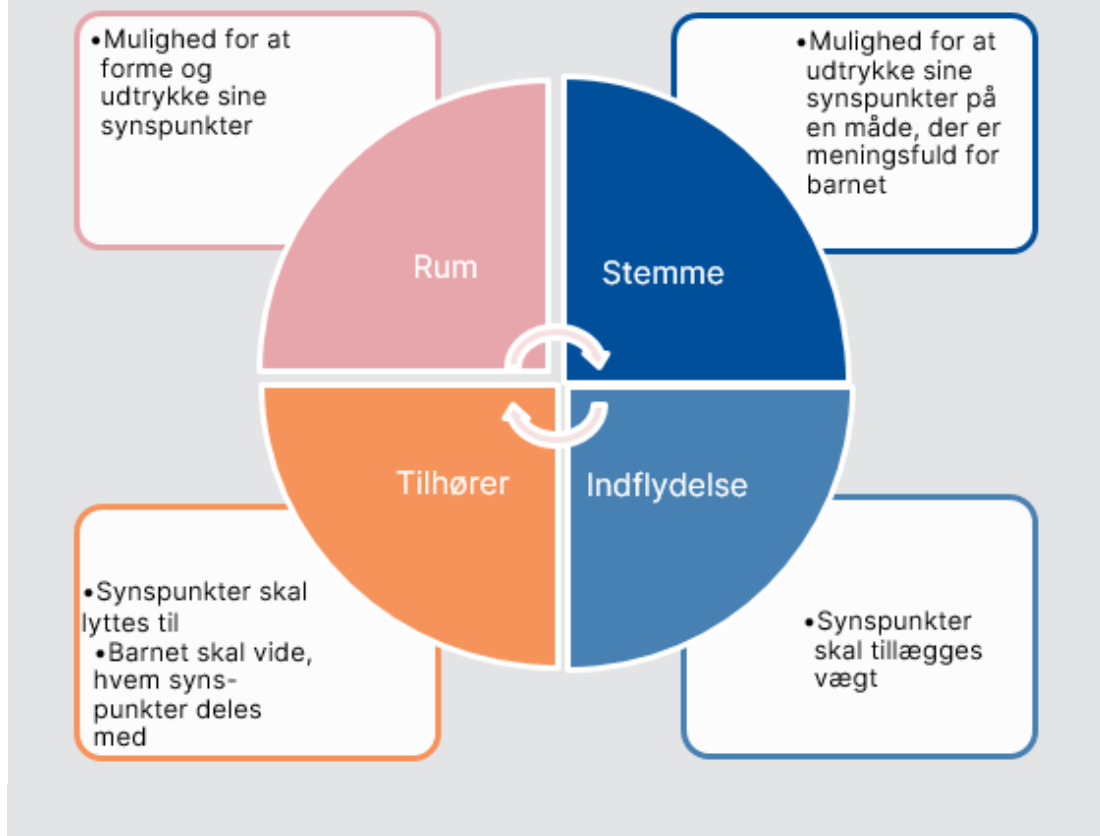 •Mulighed for at
forme og
udtrykke sine
synspunkter
•Mulighed for at
udtrykke sine
synspunkter på
en måde, der er
meningsfuld for
barnet
Rum
Stemme
Tilhører
Indflydelse
•Synspunkter skal
lyttes til
•Barnet skal vide,
hvem syns-
punkter deles
med
•Synspunkter
skal tillægges
vægt